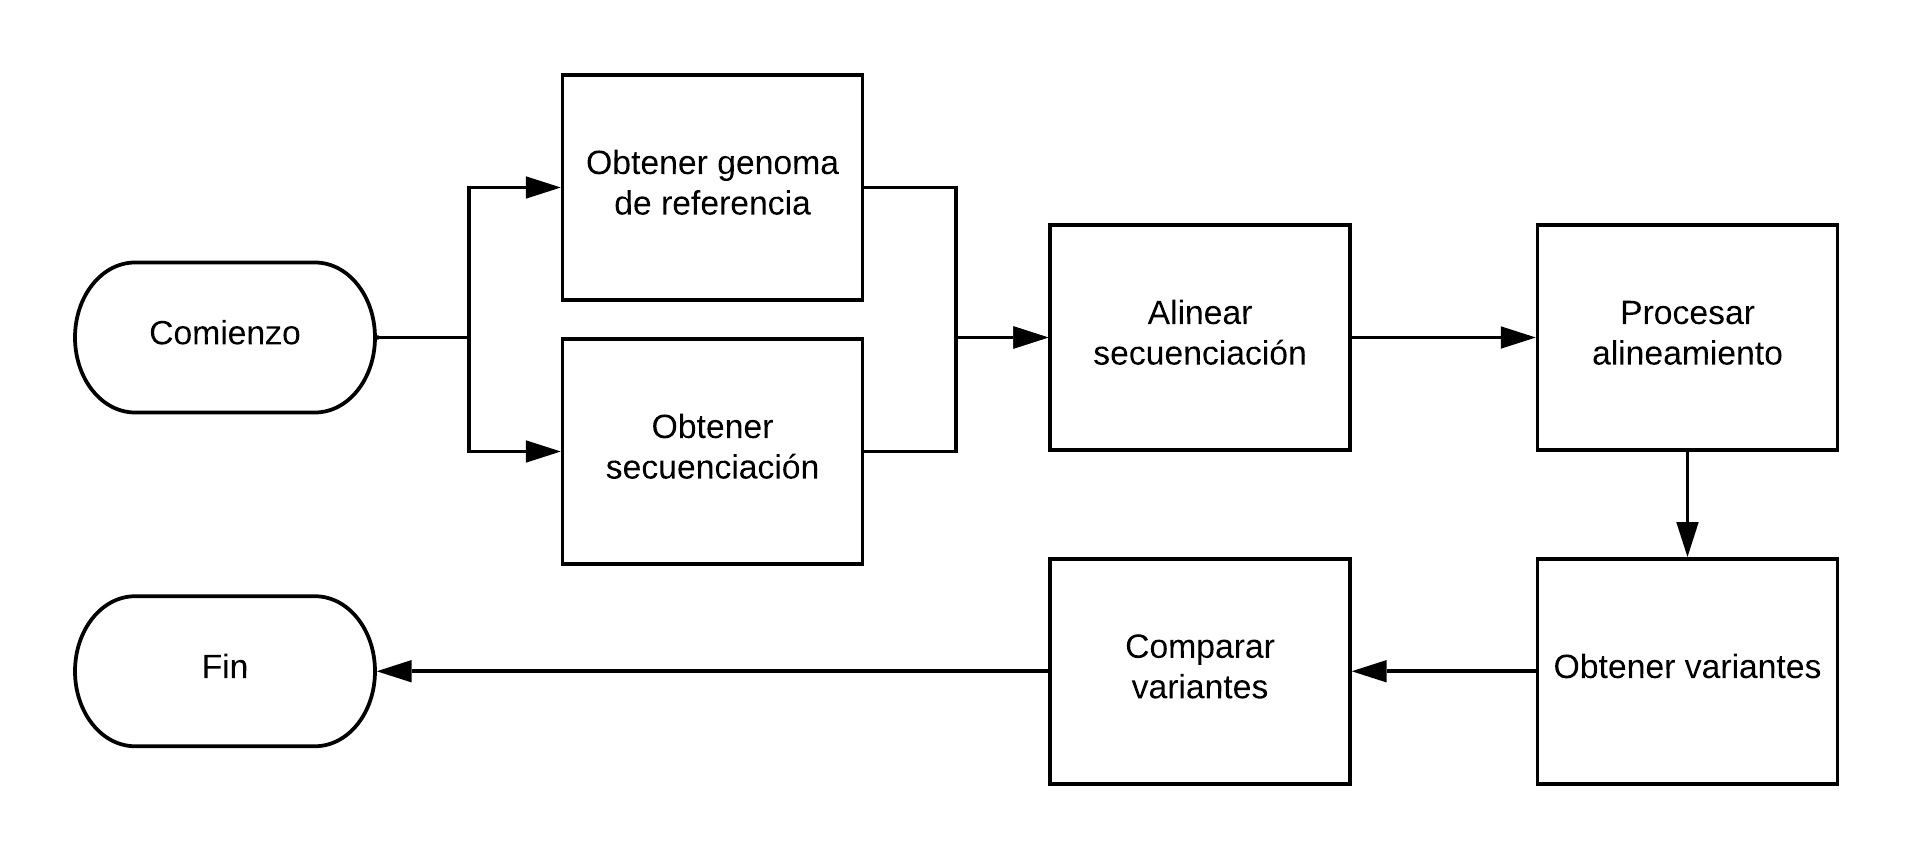 Comienzo
Obtener genoma
de referencia
Obtener
secuenciación
Alinear
secuenciación
Procesar
alineamiento
Obtener variantes
Comparar
variantes
Fin